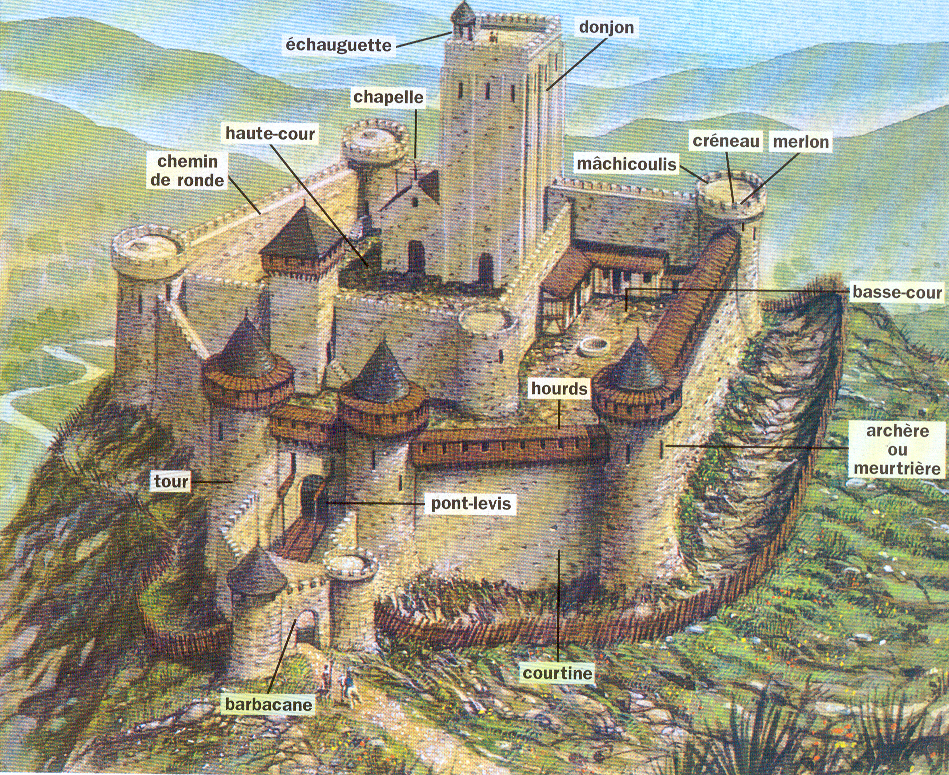 donjon
échauguette
chapelle
haute-cour
créneau
merlon
mâchicoulis
chemin
de ronde
basse-cour
hourds
archère
ou
meurtrière
tour
pont-levis
courtine
barbacane